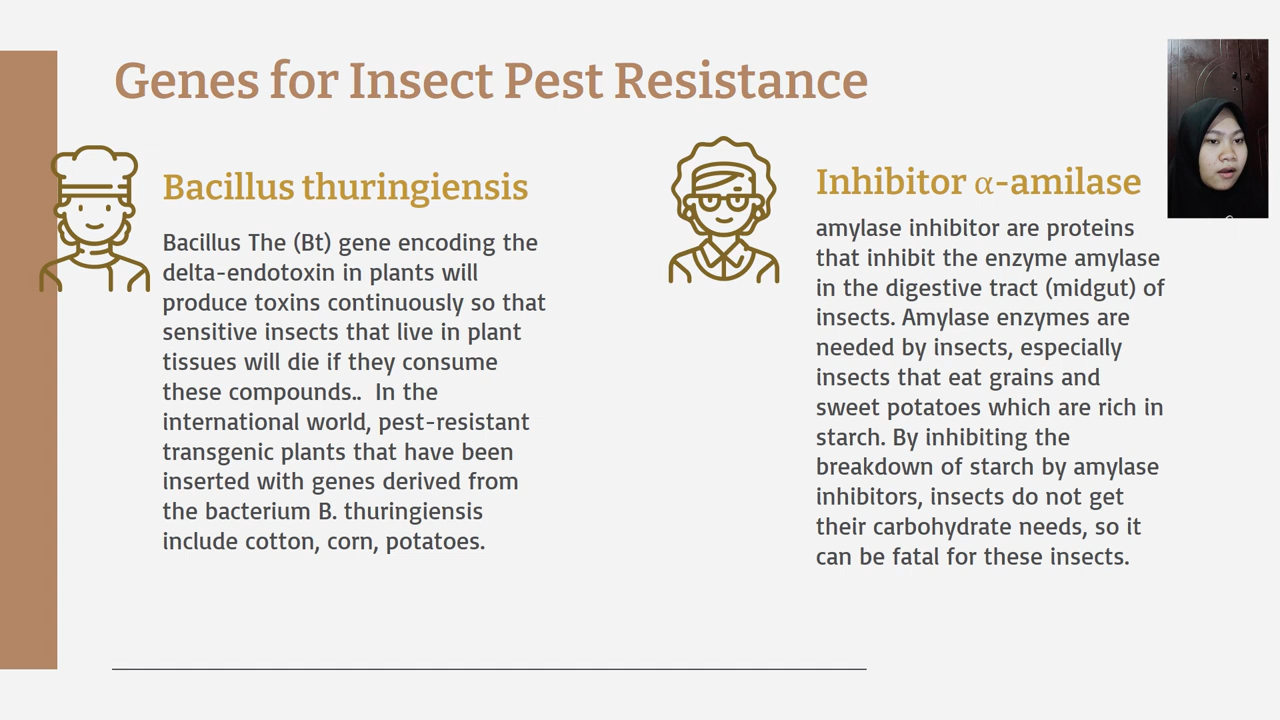 Genes for Insect Pest Resistance
Bacillus thuringiensis
Bacillus The (Bt) gene encoding the
delta-endotoxin in plants will
produce toxins continuously so that
sensitive insects that live in plant
tissues will die if they consume
these compounds..  In the
international world, pest-resistant
transgenic plants that have been
inserted with genes derived from
the bacterium B. thuringiensis
include cotton, corn, potatoes.
Inhibitor α-amilase
amylase inhibitor are proteins
that inhibit the enzyme amylase
in the digestive tract (midgut) of
insects. Amylase enzymes are
needed by insects, especially
insects that eat grains and
sweet potatoes which are rich in
starch. By inhibiting the
breakdown of starch by amylase
inhibitors, insects do not get
their carbohydrate needs, so it
can be fatal for these insects.